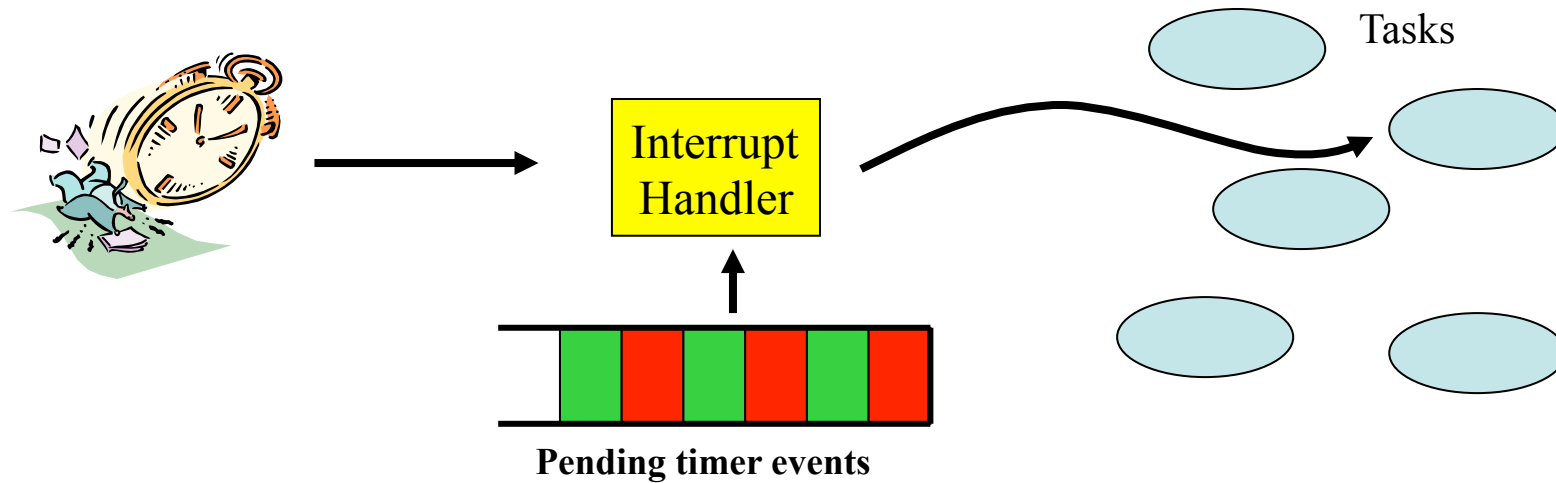 Tasks
Interrupt
Handler
Pending timer events